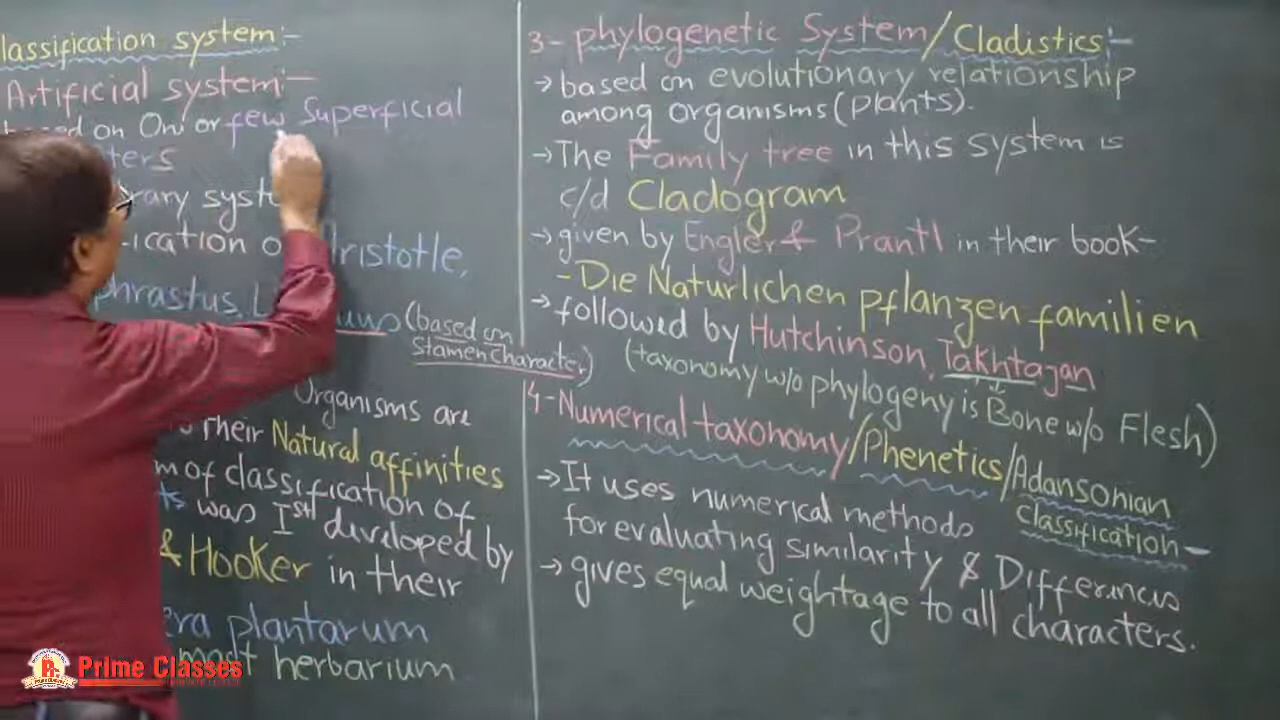 lassification system:-
Artificial system:-
on One or few Superficial
ters
rary syst
ication o Aristotle,
phrastus, L (based on
Stamen Character)
Organisms are
Their Natural affinities
m of classification of
ts was Ist developed by
& Hooker in their
era plantarum
most herbarium
3- phylogenetic System/Cladistics:-
→ based on evolutionary relationship
among organisms (plants).
→ The Family tree in this system is
c/d Cladogram
→ given by Engler & Prantl in their book-
- Die Naturlichen pflanzen familien
→ followed by Hutchinson, Takhtajan
(taxonomy w/o phylogeny is Bone w/o Flesh)
4- Numerical taxonomy/Phenetics/Adansonian
classification-
→ It uses numerical methods
for evaluating similarity & Differences
→ gives equal weightage to all characters.
Prime Classes